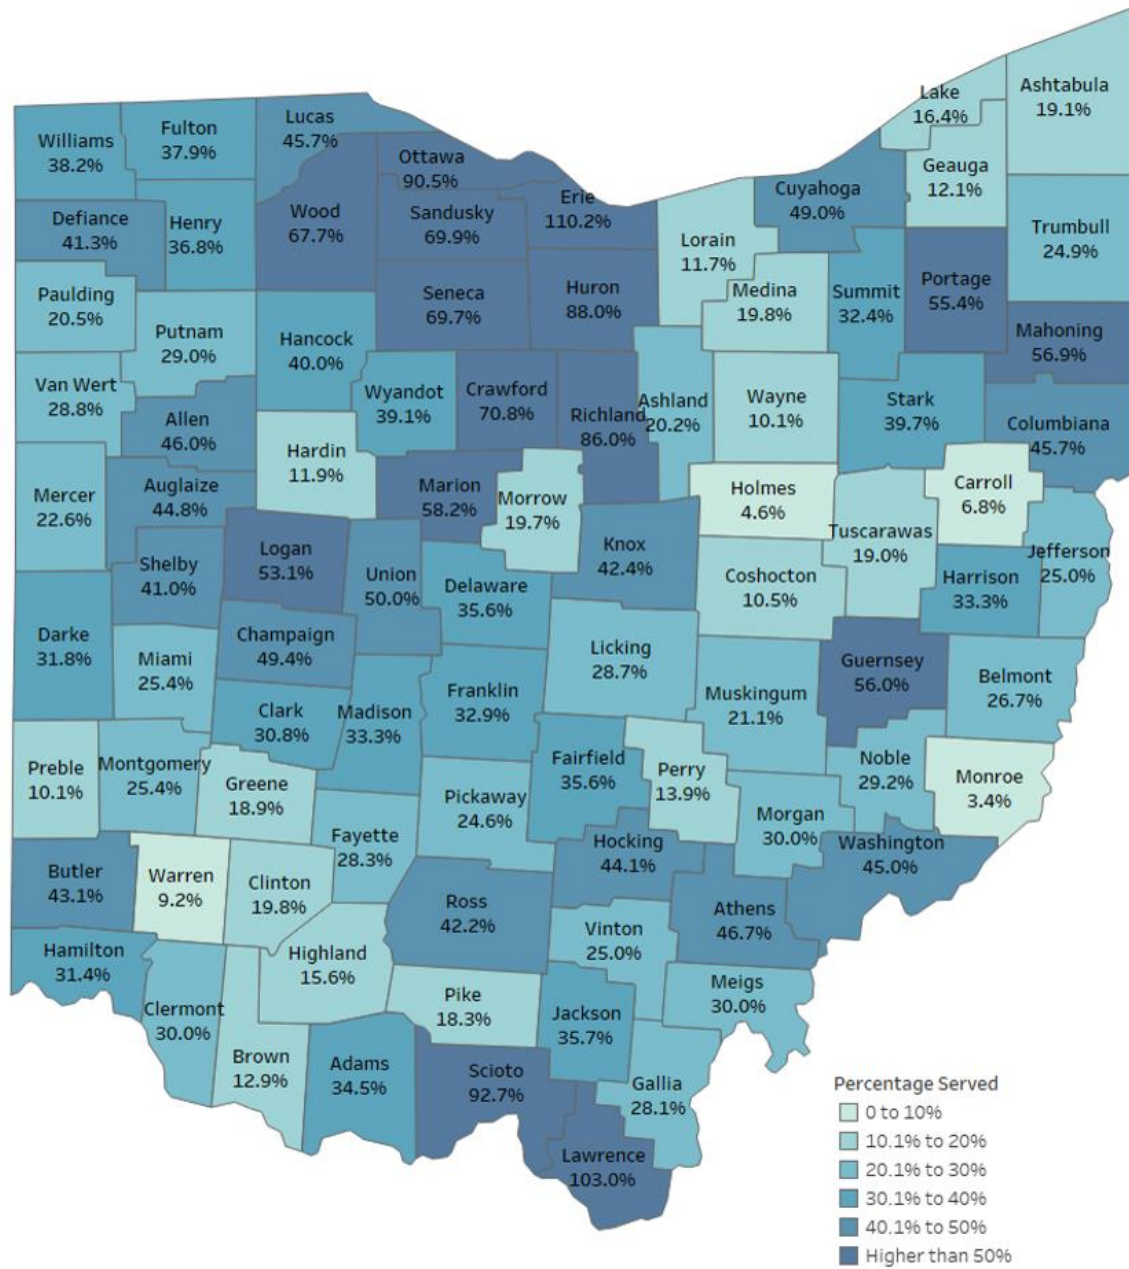 Lake
16.4%
Ashtabula
19.1%
Lucas
45.7%
Fulton
37.9%
Williams
38.2%
Ottawa
90.5%
Geauga
12.1%
Cuyahoga
49.0%
Erie
110.2%
Wood
67.7%
Sandusky
69.9%
Defiance
41.3%
Henry
36.8%
Trumbull
24.9%
Lorain
11.7%
Portage
55.4%
Paulding
20.5%
Seneca
69.7%
Huron
88.0%
Medina
19.8%
Summit
32.4%
Putnam
29.0%
Hancock
40.0%
Mahoning
56.9%
Van Wert
28.8%
Wyandot
39.1%
Crawford
70.8%
Richland
86.0%
Ashland
20.2%
Wayne
10.1%
Stark
39.7%
Allen
46.0%
Columbiana
45.7%
Hardin
11.9%
Mercer
22.6%
Auglaize
44.8%
Marion
58.2%
Morrow
19.7%
Holmes
4.6%
Carroll
6.8%
Tuscarawas
19.0%
Logan
53.1%
Knox
42.4%
Shelby
41.0%
Union
50.0%
Delaware
35.6%
Coshocton
10.5%
Harrison
33.3%
Jefferson
25.0%
Darke
31.8%
Champaign
49.4%
Licking
28.7%
Miami
25.4%
Guernsey
56.0%
Belmont
26.7%
Franklin
32.9%
Muskingum
21.1%
Clark
30.8%
Madison
33.3%
Preble
10.1%
Montgomery
25.4%
Greene
18.9%
Fairfield
35.6%
Perry
13.9%
Noble
29.2%
Monroe
3.4%
Pickaway
24.6%
Morgan
30.0%
Fayette
28.3%
Hocking
44.1%
Washington
45.0%
Butler
43.1%
Warren
9.2%
Clinton
19.8%
Ross
42.2%
Athens
46.7%
Hamilton
31.4%
Highland
15.6%
Vinton
25.0%
Meigs
30.0%
Pike
18.3%
Clermont
30.0%
Jackson
35.7%
Brown
12.9%
Adams
34.5%
Scioto
92.7%
Gallia
28.1%
Lawrence
103.0%
Percentage Served
0 to 10%
10.1% to 20%
20.1% to 30%
30.1% to 40%
40.1% to 50%
Higher than 50%